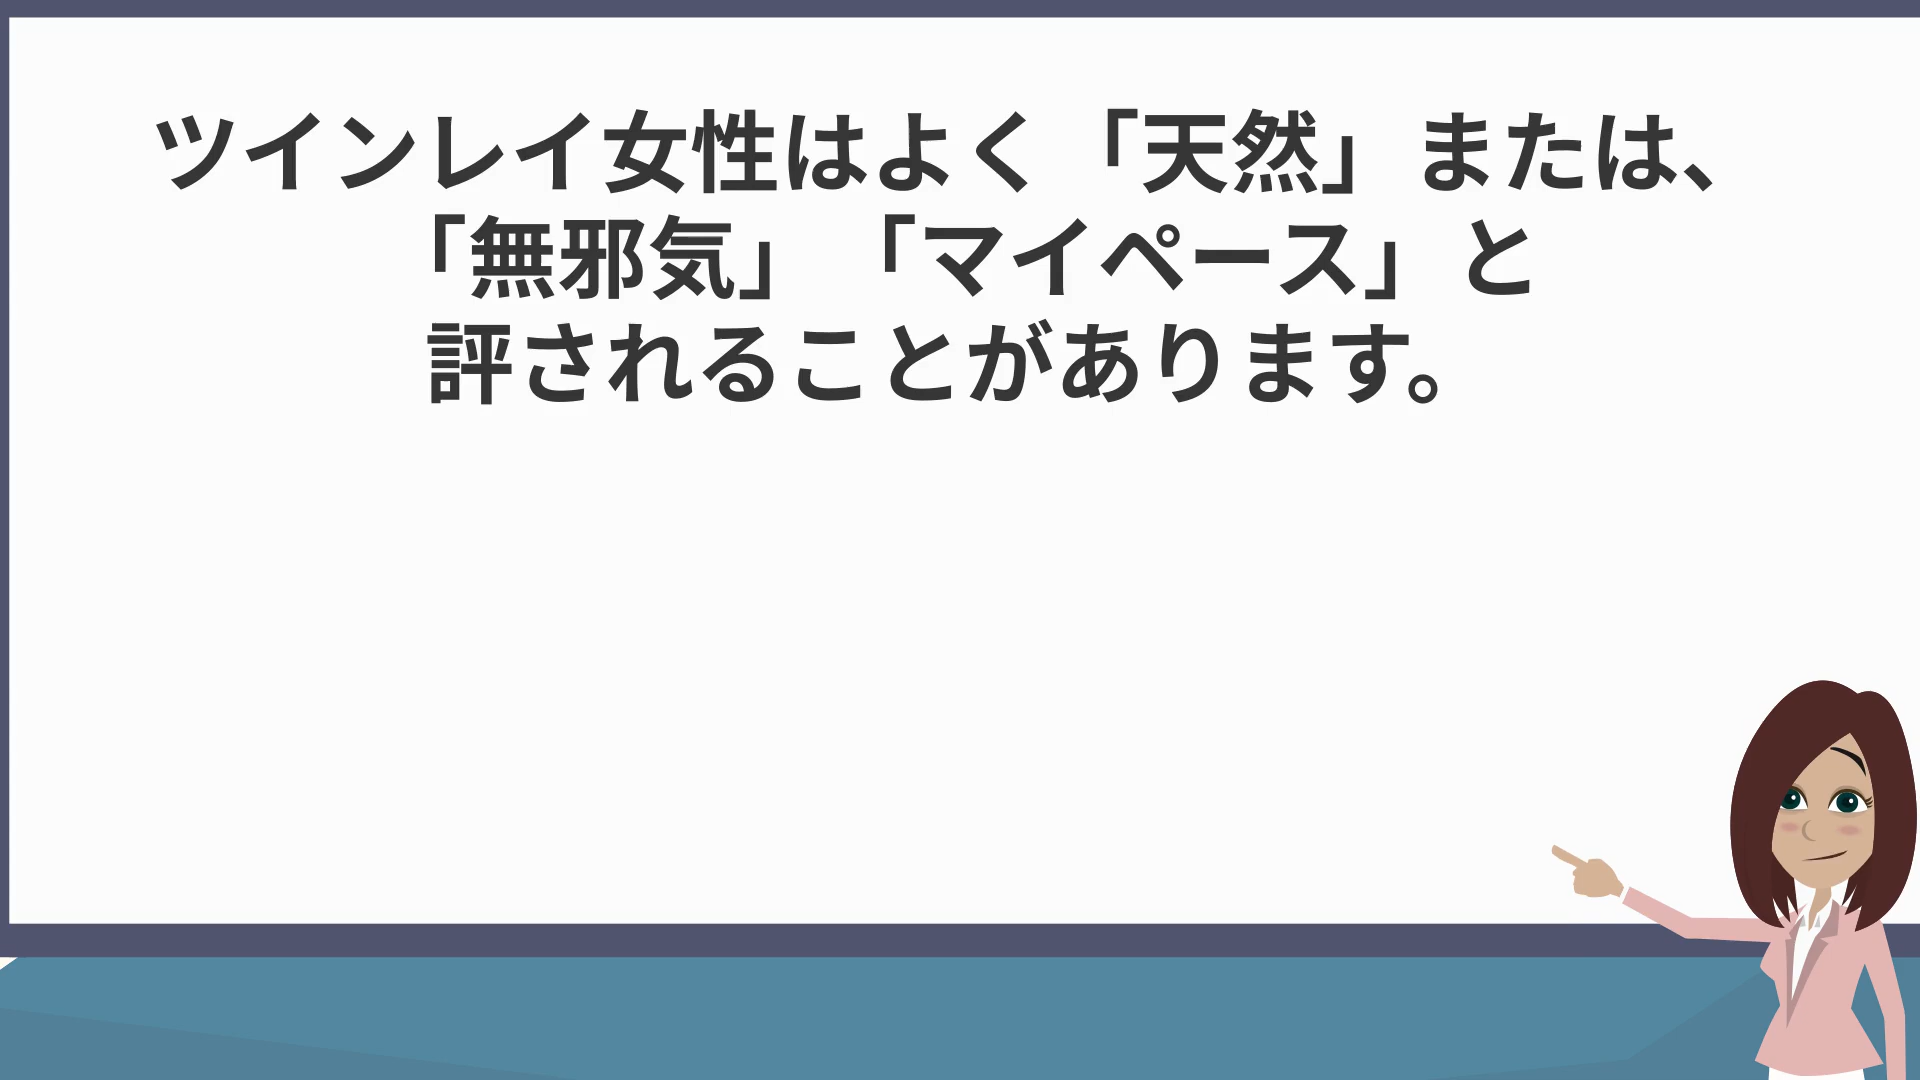 ツインレイ女性はよく「天然」または、
「無邪気」「マイペース」と
評されることがあります。